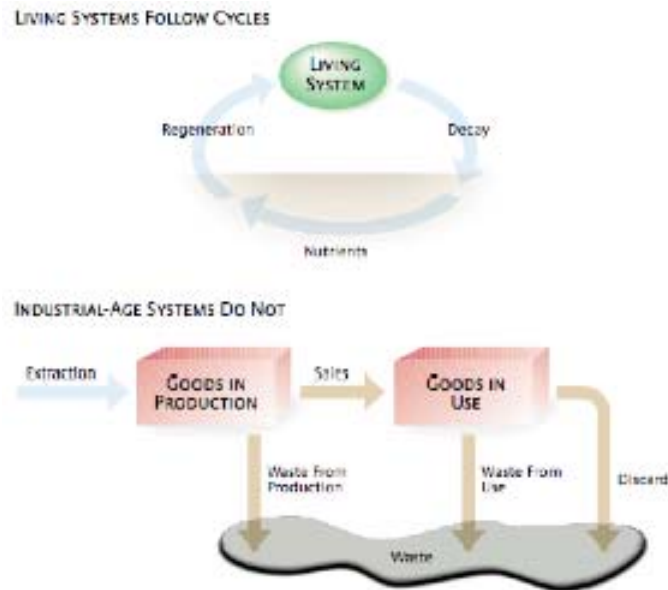 LIVING SYSTEMS FOLLOW CYCLES
LIVING
SYSTEM
Regeneration
Decay
Nutrients
INDUSTRIAL-AGE SYSTEMS DO NOT
Extraction
GOODS IN
PRODUCTION
Sales
GOODS IN
USE
Waste From
Production
Waste From
Use
Discard
Waste